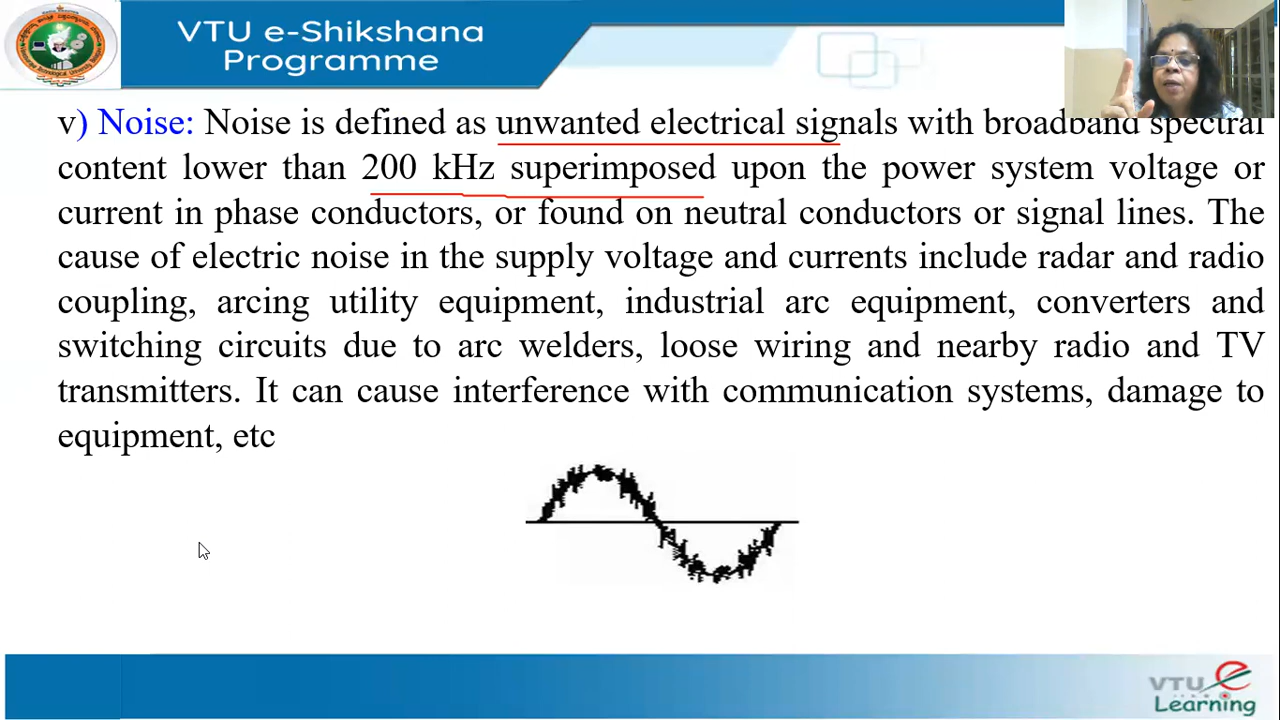 VTU e-Shikshana
Programme
v) Noise: Noise is defined as unwanted electrical signals with broadband spectral
content lower than 200 kHz superimposed upon the power system voltage or
current in phase conductors, or found on neutral conductors or signal lines. The
cause of electric noise in the supply voltage and currents include radar and radio
coupling, arcing utility equipment, industrial arc equipment, converters and
switching circuits due to arc welders, loose wiring and nearby radio and TV
transmitters. It can cause interference with communication systems, damage to
equipment, etc
VTU e
Learning